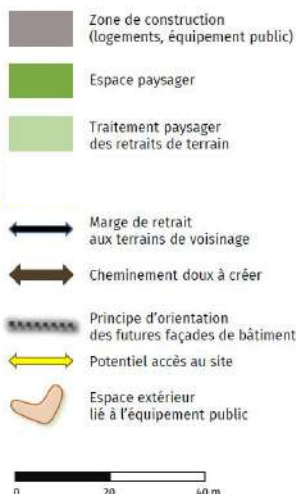 Zone de construction
(logements, équipement public)
Espace paysager
Traitement paysager
des retraits de terrain
Marge de retrait
aux terrains de voisinage
Cheminement doux à créer
Principe d'orientation
des futures façades de bâtiment
Potentiel accès au site
Espace extérieur
lié à l'équipement public
0 20 40 m